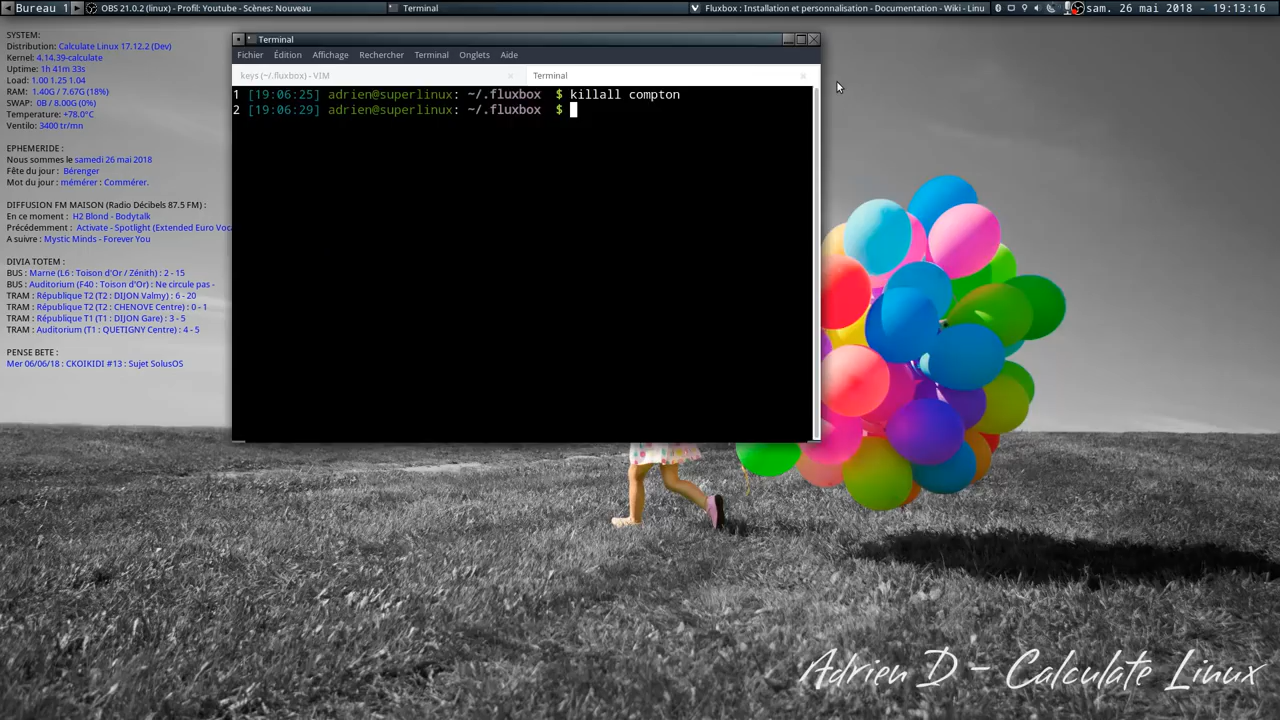 Bureau 1
OBS 21.0.2 (linux) - Profil: Youtube - Scènes: Nouveau
Terminal
Fluxbox : Installation et personnalisation - Documentation - Wiki - Linu
sam. 26 mai 2018 - 19:13:16
SYSTEM:
Distribution: Calculate Linux 17.12.2 (Dev)
Kernel: 4.14.39-calculate
Uptime: 1h 41m 33s
Load: 1.00 1.25 1.04
RAM: 1.40G / 7.67G (18%)
SWAP: 0B / 8.00G (0%)
Temperature: +78.0°C
Ventilo: 3400 tr/mn
EPHEMERIDE :
Nous sommes le samedi 26 mai 2018
Fête du jour : Bérenger
Mot du jour : mémérer : Commérer.
DIFFUSION FM MAISON (Radio Décibels 87.5 FM) :
En ce moment : H2 Blond - Bodytalk
Précédemment : Activate - Spotlight (Extended Euro Voca
A suivre : Mystic Minds - Forever You
DIVIA TOTEM :
BUS : Marne (L6 : Toison d'Or / Zénith) : 2 - 15
BUS : Auditorium (F40 : Toison d'Or) : Ne circule pas -
TRAM : République T2 (T2 : DIJON Valmy) : 6 - 20
TRAM : République T2 (T2 : CHENOVE Centre) : 0 - 1
TRAM : République T1 (T1 : DIJON Gare) : 3 - 5
TRAM : Auditorium (T1 : QUETIGNY Centre) : 4 - 5
PENSE BETE :
Mer 06/06/18 : CKOIKIDI #13 : Sujet SolusOS
Terminal
Fichier Édition Affichage Rechercher Terminal Onglets Aide
keys (~/.fluxbox) - VIM
Terminal
1 [19:06:25] adrien@superlinux: ~/.fluxbox $ killall compton
2 [19:06:29] adrien@superlinux: ~/.fluxbox $
Adrien D - Calculate Linux